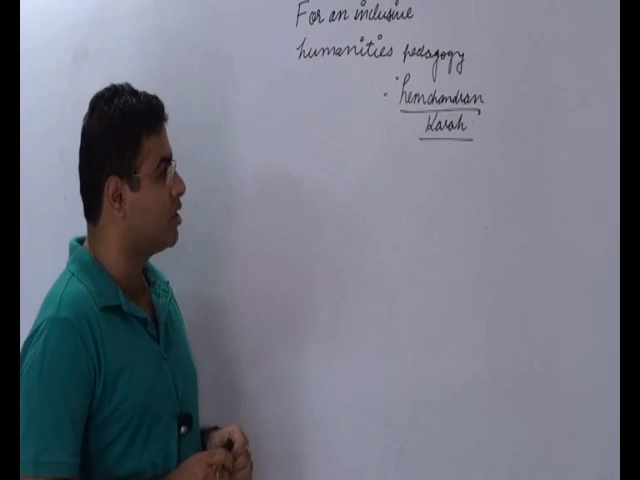 For an inclusive
humanities pedagogy
- Hemchandran
Karah